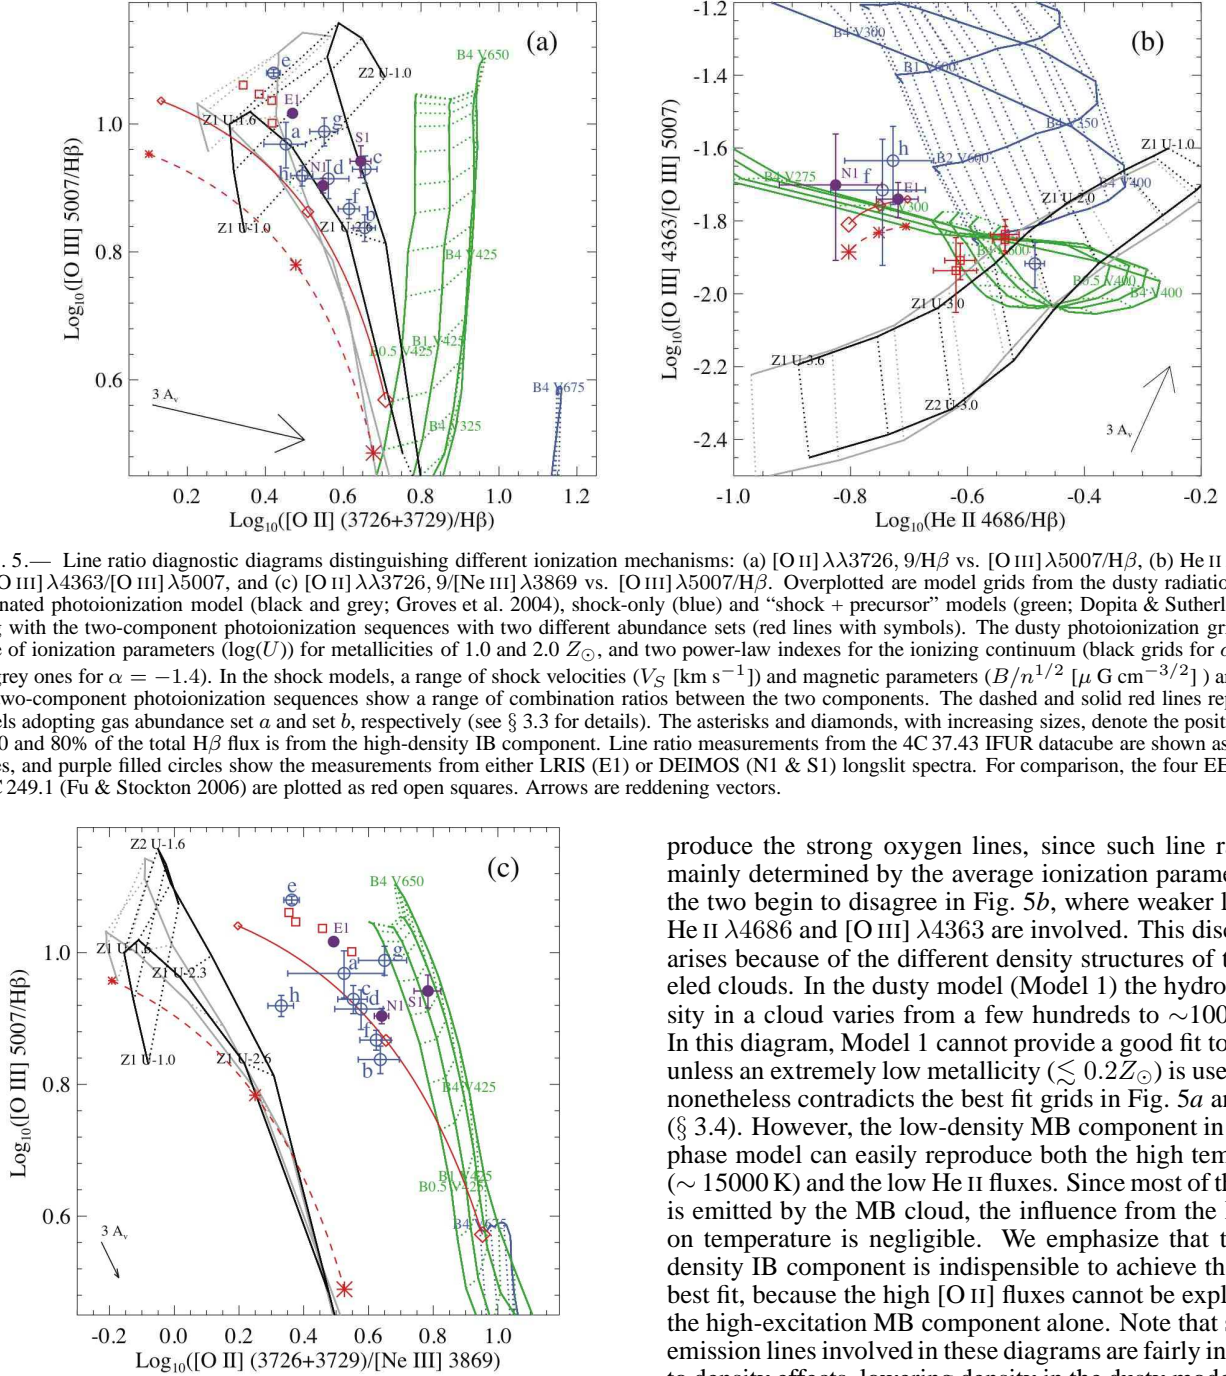 (a)
B4 V650
Z2 U-1.0
e
E1
Z1 U-1.6
a
g
S1
N1
d
c
h
f
b
Z1 U-1.0
Z1 U-2.6
B4 V425
B1 V425
B0.5 V425
B4 V325
B4 V675
3 Aᵥ
1.0
0.8
0.6
0.2 0.4 0.6 0.8 1.0 1.2
Log₁₀([O III] 5007/Hβ)
Log₁₀([O II] (3726+3729)/Hβ)
(b)
-1.2
-1.4
-1.6
-1.8
-2.0
-2.2
-2.4
B4 V300
B1 V600
B4 V350
B2 V600
B4 V400
Z1 U-1.0
Z1 U-2.0
h
f
N1
E1
V275
V300
B0.5 V400
B4 V400
Z1 U-3.0
Z1 U-3.6
Z2 U-3.0
3 Aᵥ
-1.0 -0.8 -0.6 -0.4 -0.2
Log₁₀([O III] 4363/[O III] 5007)
Log₁₀(He II 4686/Hβ)
. 5.— Line ratio diagnostic diagrams distinguishing different ionization mechanisms: (a) [O II] λλ3726, 9/Hβ vs. [O III] λ5007/Hβ, (b) He II
O III] λ4363/[O III] λ5007, and (c) [O II] λλ3726, 9/[Ne III] λ3869 vs. [O III] λ5007/Hβ. Overplotted are model grids from the dusty radiation
nated photoionization model (black and grey; Groves et al. 2004), shock-only (blue) and “shock + precursor” models (green; Dopita & Sutherl
g with the two-component photoionization sequences with two different abundance sets (red lines with symbols). The dusty photoionization gri
e of ionization parameters (log(U)) for metallicities of 1.0 and 2.0 Z⊙, and two power-law indexes for the ionizing continuum (black grids for α
grey ones for α = −1.4). In the shock models, a range of shock velocities (V_S [km s⁻¹]) and magnetic parameters (B/n^{1/2} [μ G cm^{−3/2}] ) ar
two-component photoionization sequences show a range of combination ratios between the two components. The dashed and solid red lines rep
els adopting gas abundance set a and set b, respectively (see § 3.3 for details). The asterisks and diamonds, with increasing sizes, denote the posit
0 and 80% of the total Hβ flux is from the high-density IB component. Line ratio measurements from the 4C 37.43 IFUR datacube are shown as
es, and purple filled circles show the measurements from either LRIS (E1) or DEIMOS (N1 & S1) longslit spectra. For comparison, the four EE
C 249.1 (Fu & Stockton 2006) are plotted as red open squares. Arrows are reddening vectors.
(c)
Z2 U-1.6
B4 V650
e
E1
Z1 U-1.6
Z1 U-2.3
a
g
c
d
S1
N1
h
f
b
Z1 U-1.0
Z1 U-2.6
B4 V425
B1 V425
B0.5 V425
B4 V675
3 Aᵥ
1.0
0.8
0.6
-0.2 0.0 0.2 0.4 0.6 0.8 1.0
Log₁₀([O III] 5007/Hβ)
Log₁₀([O II] (3726+3729)/[Ne III] 3869)
produce the strong oxygen lines, since such line r
mainly determined by the average ionization parame
the two begin to disagree in Fig. 5b, where weaker l
He II λ4686 and [O III] λ4363 are involved. This disc
arises because of the different density structures of t
eled clouds. In the dusty model (Model 1) the hydro
sity in a cloud varies from a few hundreds to ∼100
In this diagram, Model 1 cannot provide a good fit to
unless an extremely low metallicity (≲ 0.2Z⊙) is use
nonetheless contradicts the best fit grids in Fig. 5a an
(§ 3.4). However, the low-density MB component in
phase model can easily reproduce both the high tem
(∼ 15000 K) and the low He II fluxes. Since most of th
is emitted by the MB cloud, the influence from the I
on temperature is negligible. We emphasize that t
density IB component is indispensible to achieve th
best fit, because the high [O II] fluxes cannot be expl
the high-excitation MB component alone. Note that s
emission lines involved in these diagrams are fairly in
to density effects, lowering density in the dusty mode